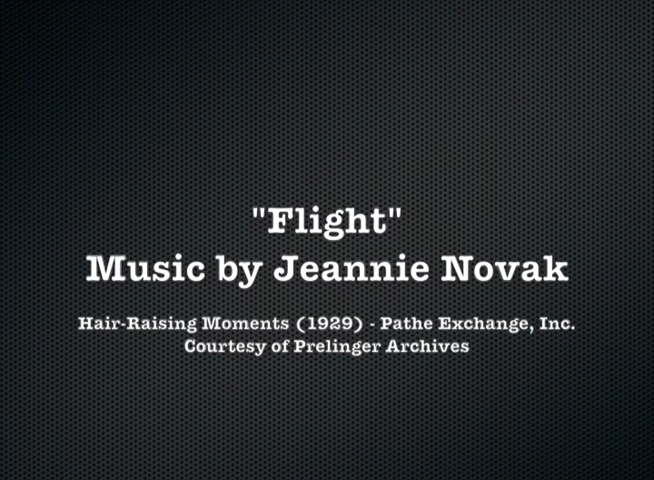 "Flight"
Music by Jeannie Novak
Hair-Raising Moments (1929) - Pathe Exchange, Inc.
Courtesy of Prelinger Archives